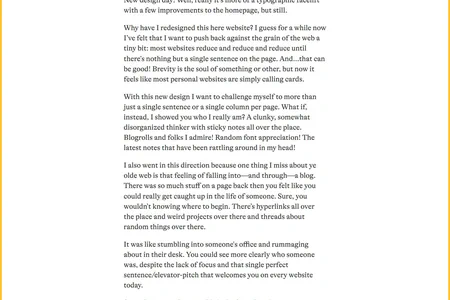 New design day! Well, really it's more of a typographic facelift
with a few improvements to the homepage, but still.
Why have I redesigned this here website? I guess for a while now
I've felt that I want to push back against the grain of the web a
tiny bit: most websites reduce and reduce and reduce until
there's nothing but a single sentence on the page. And...that can
be good! Brevity is the soul of something or other, but now it
feels like most personal websites are simply calling cards.
With this new design I want to challenge myself to more than
just a single sentence or a single column per page. What if,
instead, I showed you who I really am? A clunky, somewhat
disorganized thinker with sticky notes all over the place.
Blogrolls and folks I admire! Random font appreciation! The
latest notes that have been rattling around in my head!
I also went in this direction because one thing I miss about ye
olde web is that feeling of falling into—and through—a blog.
There was so much stuff on a page back then you felt like you
could really get caught up in the life of someone. Sure, you
wouldn't knowing where to begin. There's hyperlinks all over
the place and weird projects over there and threads about
random things over there.
It was like stumbling into someone's office and rummaging
about in their desk. You could see more clearly who someone
was, despite the lack of focus and that single perfect
sentence/elevator-pitch that welcomes you on every website
today.